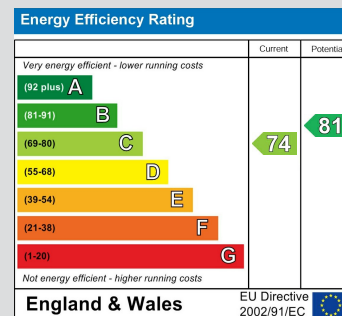 Energy Efficiency Rating
Current Potentia
Very energy efficient - lower running costs
(92 plus) A
(81-91) B
(69-80) C
(55-68) D
(39-54) E
(21-38) F
(1-20) G
74
81
Not energy efficient - higher running costs
England & Wales
EU Directive
2002/91/EC